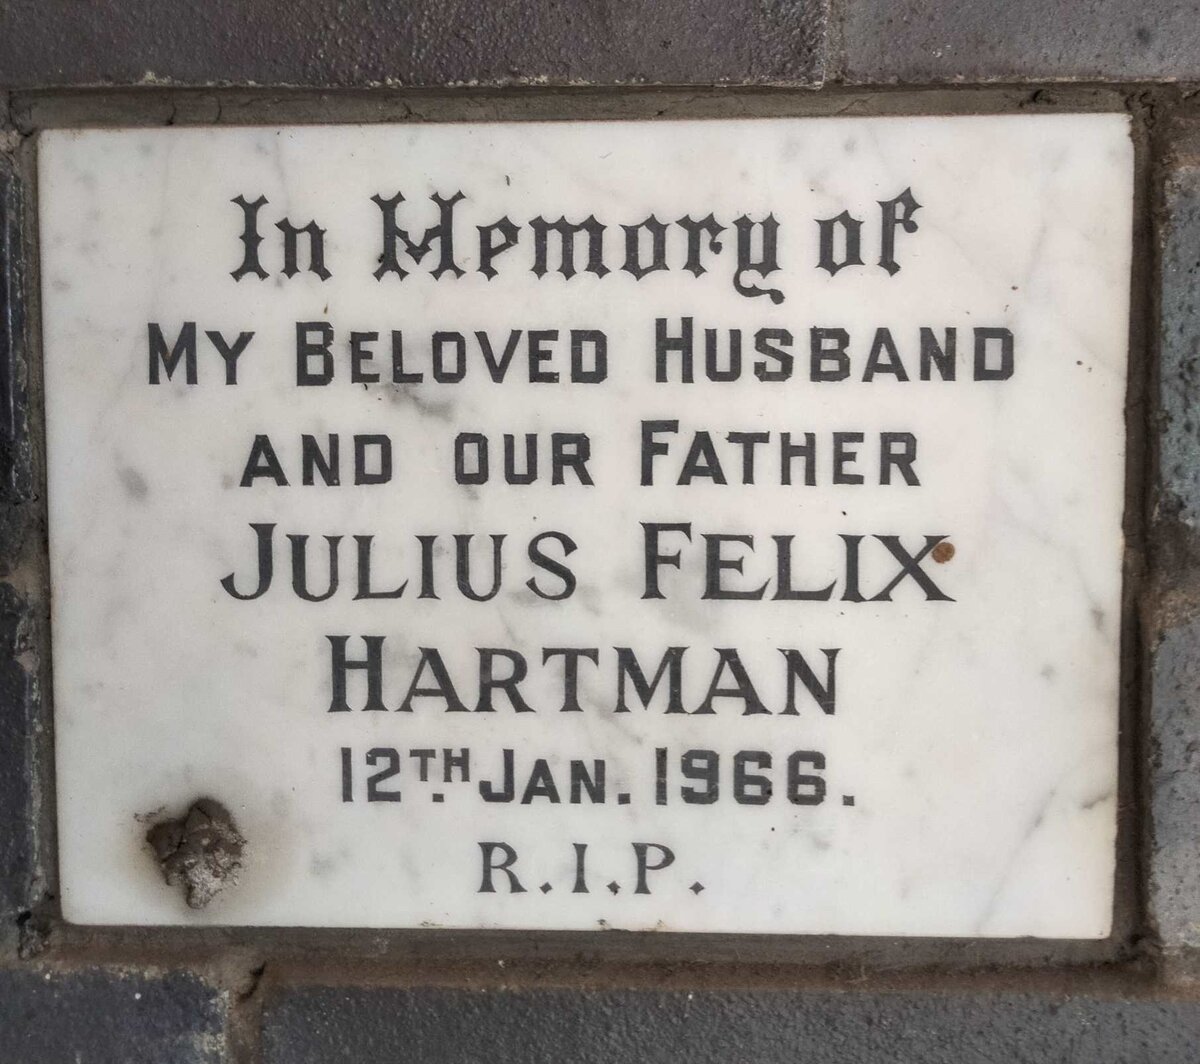 In Memory of
MY BELOVED HUSBAND
AND OUR FATHER
JULIUS FELIX
HARTMAN
12TH. JAN. 1966.
R.I.P.